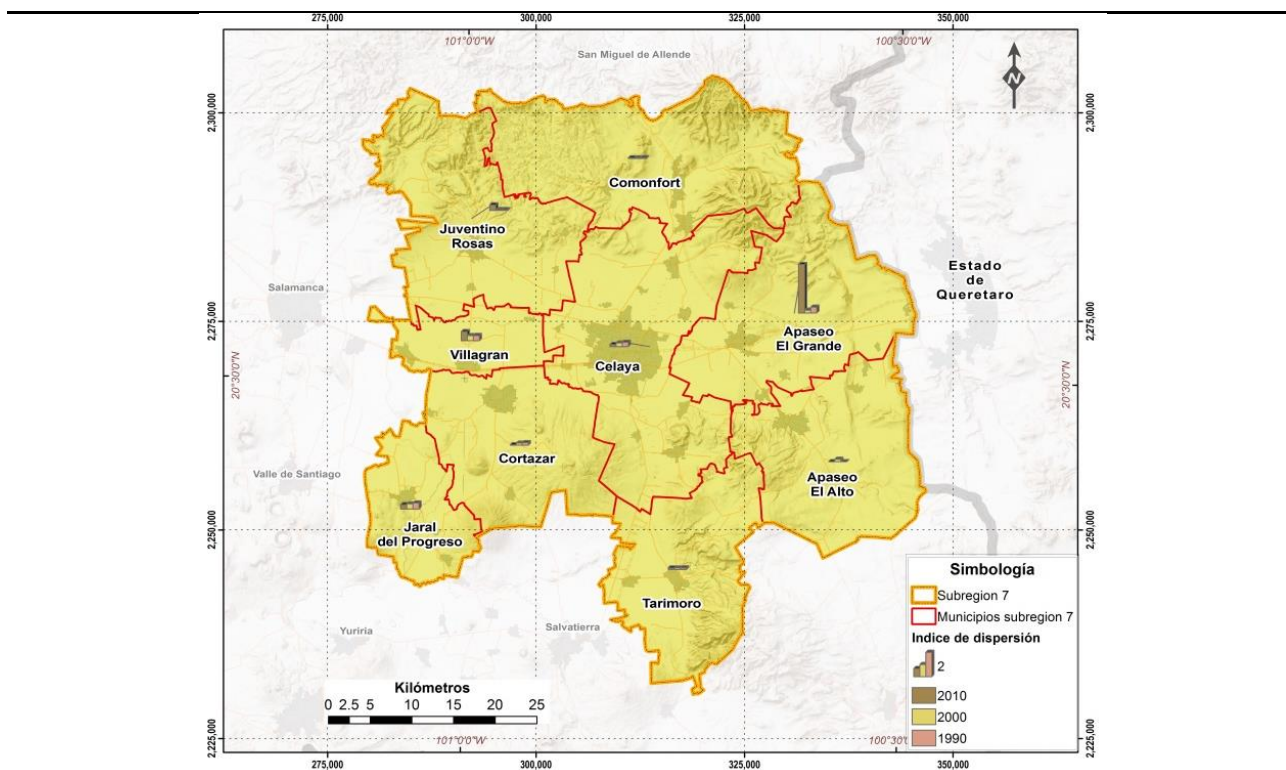 275,000 300,000 325,000 350,000
101°0'0"W 100°30'0"W
San Miguel de Allende
N
2,300,000 2,300,000
Comonfort
Juventino
Rosas
Estado
de
Queretaro
Salamanca
2,275,000 2,275,000
Apaseo
El Grande
Villagran
Celaya
20°30'0"N 20°30'0"N
Cortazar
Valle de Santiago
Apaseo
El Alto
Jaral
del Progreso
2,250,000 2,250,000
Tarimoro
Yuriria
Salvatierra
Simbología
Subregion 7
Municipios subregion 7
Indice de dispersión
2
2010
2000
1990
Kilómetros
0 2.5 5 10 15 20 25
2,225,000 2,225,000
101°0'0"W
275,000 300,000 325,000 350,000